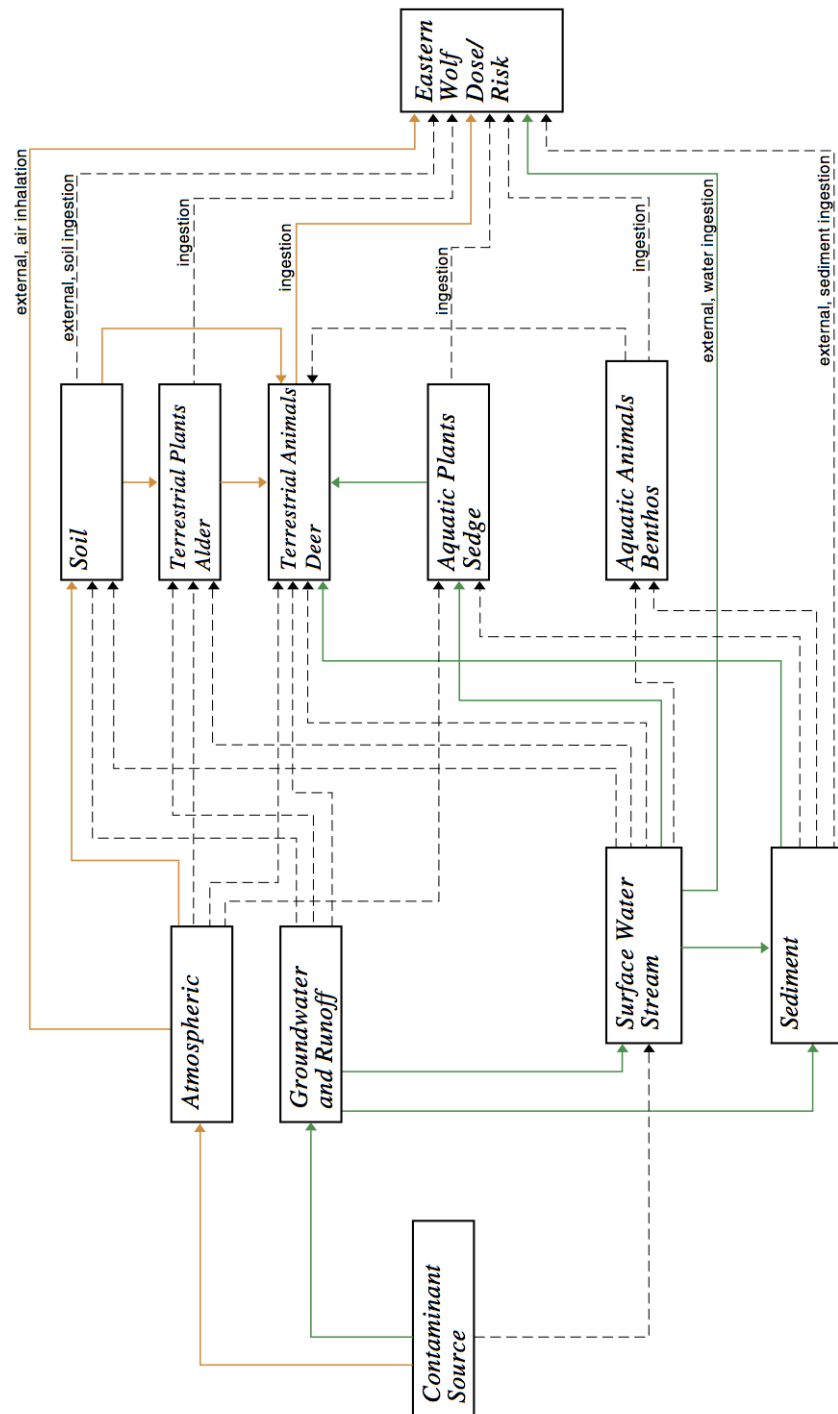 Contaminant
Source
Atmospheric
Groundwater
and Runoff
Surface Water
Stream
Sediment
Soil
Terrestrial Plants
Alder
Terrestrial Animals
Deer
Aquatic Plants
Sedge
Aquatic Animals
Benthos
external, air inhalation
external, soil ingestion
ingestion
ingestion
ingestion
ingestion
external, water ingestion
external, sediment ingestion
Eastern
Wolf
Dose/
Risk